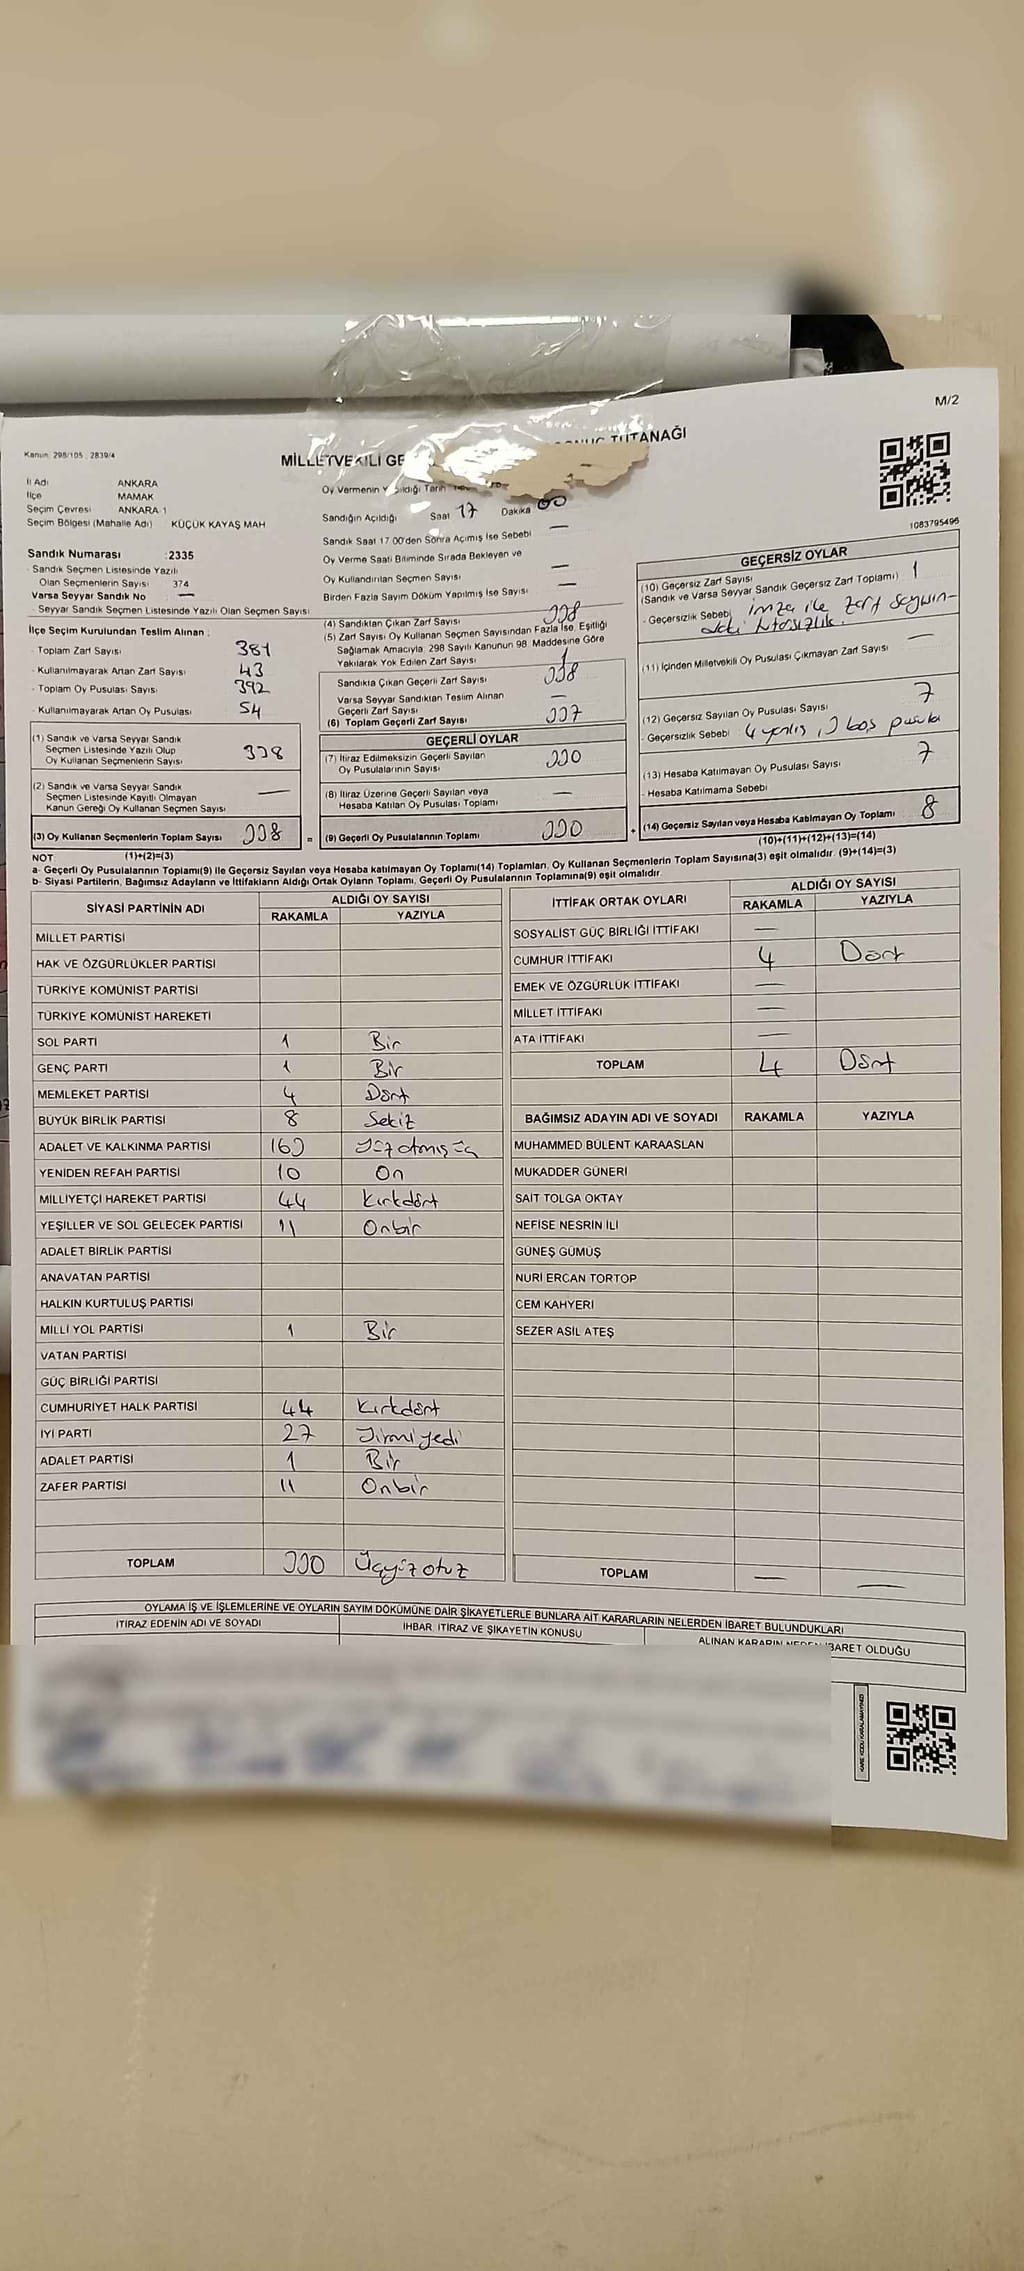 M/2
Kanun: 298/105 ; 2839/4
MİLLETVEKİLİ GE TUTANAĞI
İl Adı ANKARA
İlçe MAMAK
Seçim Çevresi ANKARA 1
Seçim Bölgesi (Mahalle Adı) KÜÇÜK KAYAŞ MAH
Oy Vermenin Tarih
Sandığın Açıldığı Saat 17 Dakika 00
Sandık Saat 17.00'den Sonra Açımış İse Sebebi —
Oy Verme Saati Bitiminde Sırada Bekleyen ve
Oy Kullandırılan Seçmen Sayısı —
Birden Fazla Sayım Döküm Yapılmış İse Sayısı —
1083795496
Sandık Numarası :2335
- Sandık Seçmen Listesinde Yazılı
Olan Seçmenlerin Sayısı 374
Varsa Seyyar Sandık No —
- Seyyar Sandık Seçmen Listesinde Yazılı Olan Seçmen Sayısı
İlçe Seçim Kurulundan Teslim Alınan :
- Toplam Zarf Sayısı 381
- Kullanılmayarak Artan Zarf Sayısı 43
- Toplam Oy Pusulası Sayısı 392
- Kullanılmayarak Artan Oy Pusulası 54
(1) Sandık ve Varsa Seyyar Sandık
Seçmen Listesinde Yazılı Olup
Oy Kullanan Seçmenlerin Sayısı 338
(2) Sandık ve Varsa Seyyar Sandık
Seçmen Listesinde Kayıtlı Olmayan
Kanun Gereği Oy Kullanan Seçmen Sayısı —
(3) Oy Kullanan Seçmenlerin Toplam Sayısı 338 =
(4) Sandıktan Çıkan Zarf Sayısı 338
(5) Zarf Sayısı Oy Kullanan Seçmen Sayısından Fazla İse, Eşitliği
Sağlamak Amacıyla, 298 Sayılı Kanunun 98. Maddesine Göre
Yakılarak Yok Edilen Zarf Sayısı
Sandıkta Çıkan Geçerli Zarf Sayısı 338
Varsa Seyyar Sandıktan Teslim Alınan
Geçerli Zarf Sayısı —
(6) Toplam Geçerli Zarf Sayısı 337
GEÇERLİ OYLAR
(7) İtiraz Edilmeksizin Geçerli Sayılan
Oy Pusulalarının Sayısı 330
(8) İtiraz Üzerine Geçerli Sayılan veya
Hesaba Katılan Oy Pusulası Toplamı —
(9) Geçerli Oy Pusulalarının Toplamı 330 +
GEÇERSİZ OYLAR
(10) Geçersiz Zarf Sayısı 1
(Sandık ve Varsa Seyyar Sandık Geçersiz Zarf Toplamı)
- Geçersizlik Sebebi imza ile zarf sayısın-
daki
(11) İçinden Milletvekili Oy Pusulası Çıkmayan Zarf Sayısı —
(12) Geçersiz Sayılan Oy Pusulası Sayısı 7
- Geçersizlik Sebebi 4 yanlış, 3 boş pusula
(13) Hesaba Katılmayan Oy Pusulası Sayısı 7
- Hesaba Katılmama Sebebi
(14) Geçersiz Sayılan veya Hesaba Katılmayan Oy Toplamı 8
(10)+(11)+(12)+(13)=(14)
NOT (1)+(2)=(3)
a- Geçerli Oy Pusulalarının Toplamı(9) ile Geçersiz Sayılan veya Hesaba katılmayan Oy Toplamı(14) Toplamları, Oy Kullanan Seçmenlerin Toplam Sayısına(3) eşit olmalıdır. (9)+(14)=(3)
b- Siyasi Partilerin, Bağımsız Adayların ve İttifakların Aldığı Ortak Oyların Toplamı, Geçerli Oy Pusulalarının Toplamına(9) eşit olmalıdır.
SİYASİ PARTİNİN ADI ALDIĞI OY SAYISI
RAKAMLA YAZIYLA
MİLLET PARTİSİ
HAK VE ÖZGÜRLÜKLER PARTİSİ
TÜRKİYE KOMÜNİST PARTİSİ
TÜRKİYE KOMÜNİST HAREKETİ
SOL PARTİ 1 Bir
GENÇ PARTİ 1 Bir
MEMLEKET PARTİSİ 4 Dört
BÜYÜK BİRLİK PARTİSİ 8 Sekiz
ADALET VE KALKINMA PARTİSİ 163 Yüzatmışüç
YENİDEN REFAH PARTİSİ 10 On
MİLLİYETÇİ HAREKET PARTİSİ 44 Kırkdört
YEŞİLLER VE SOL GELECEK PARTİSİ 11 Onbir
ADALET BİRLİK PARTİSİ
ANAVATAN PARTİSİ
HALKIN KURTULUŞ PARTİSİ
MİLLİ YOL PARTİSİ 1 Bir
VATAN PARTİSİ
GÜÇ BİRLİĞİ PARTİSİ
CUMHURİYET HALK PARTİSİ 44 Kırkdört
İYİ PARTİ 27 Yirmiyedi
ADALET PARTİSİ 1 Bir
ZAFER PARTİSİ 11 Onbir
TOPLAM 330 Üçyüzotuz
İTTİFAK ORTAK OYLARI ALDIĞI OY SAYISI
RAKAMLA YAZIYLA
SOSYALİST GÜÇ BİRLİĞİ İTTİFAKI —
CUMHUR İTTİFAKI 4 Dört
EMEK VE ÖZGÜRLÜK İTTİFAKI —
MİLLET İTTİFAKI —
ATA İTTİFAKI —
TOPLAM 4 Dört
BAĞIMSIZ ADAYIN ADI VE SOYADI RAKAMLA YAZIYLA
MUHAMMED BÜLENT KARAASLAN
MUKADDER GÜNERİ
SAİT TOLGA OKTAY
NEFİSE NESRİN İLİ
GÜNEŞ GÜMÜŞ
NURİ ERCAN TORTOP
CEM KAHYERİ
SEZER ASİL ATEŞ
TOPLAM — —
OYLAMA İŞ VE İŞLEMLERİNE VE OYLARIN SAYIM DÖKÜMÜNE DAİR ŞİKAYETLERLE BUNLARA AİT KARARLARIN NELERDEN İBARET BULUNDUKLARI
İTİRAZ EDENİN ADI VE SOYADI İHBAR, İTİRAZ VE ŞİKAYETİN KONUSU ALINAN KARARIN NEDEN İBARET OLDUĞU
KARE KODU KARALAMAYINIZ!